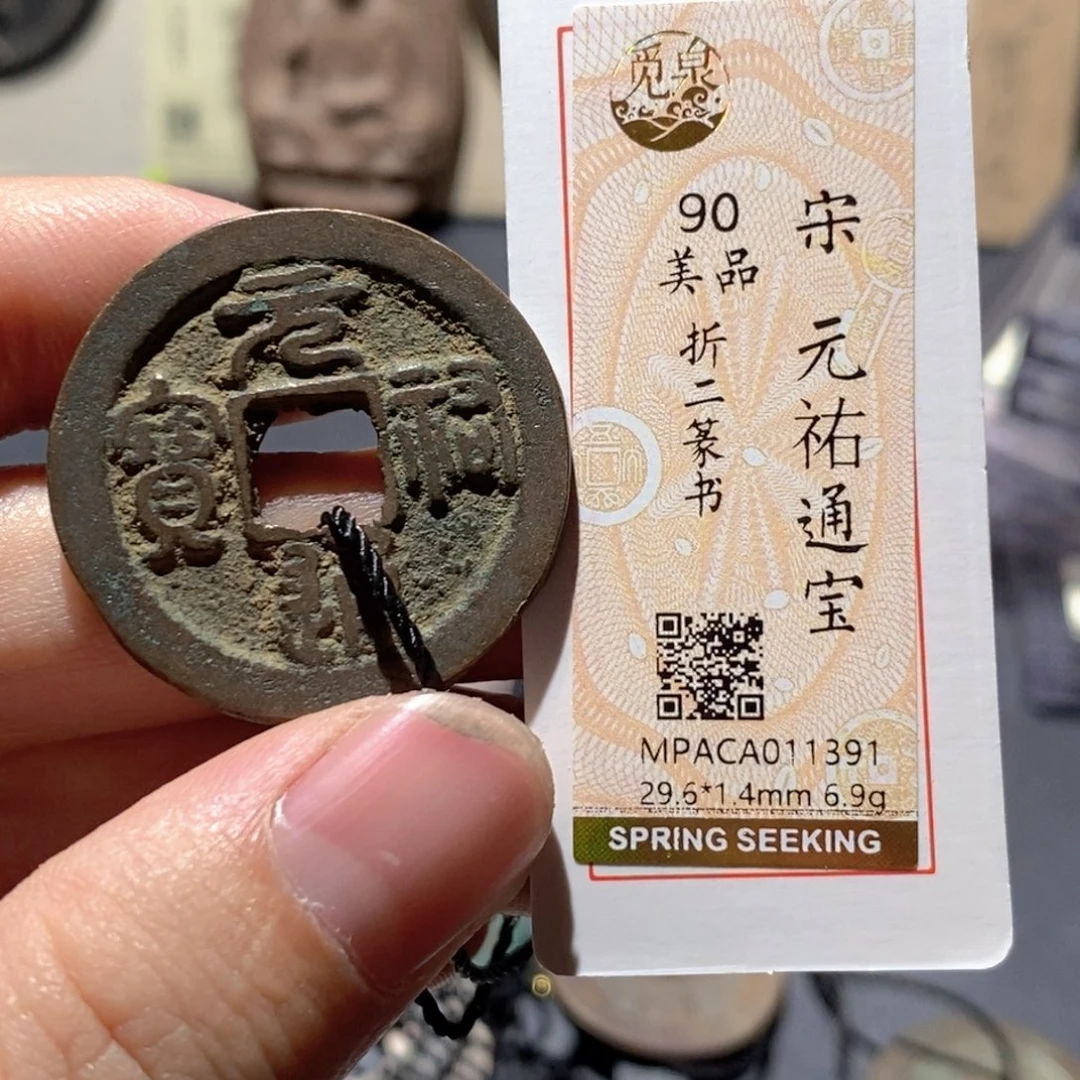 元
祐
寶
觅泉
宋 元祐通宝
90
美品
折二篆书
MPACA011391
29.6*1.4mm 6.9g
SPRING SEEKING